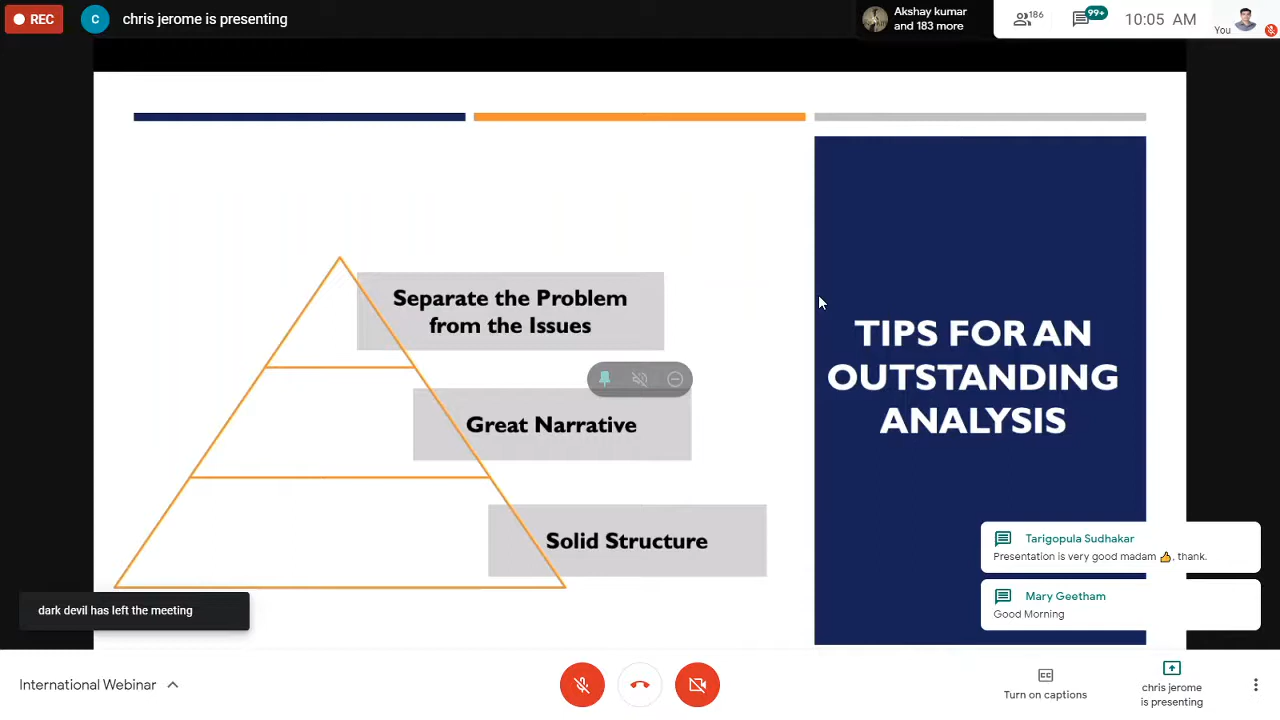 REC
C
chris jerome is presenting
Akshay kumar
and 183 more
186
99+
10:05 AM
You
Separate the Problem
from the Issues
Great Narrative
Solid Structure
TIPS FOR AN
OUTSTANDING
ANALYSIS
Tarigopula Sudhakar
Presentation is very good madam 👍, thank.
Mary Geetham
Good Morning
dark devil has left the meeting
International Webinar
CC
Turn on captions
chris jerome
is presenting